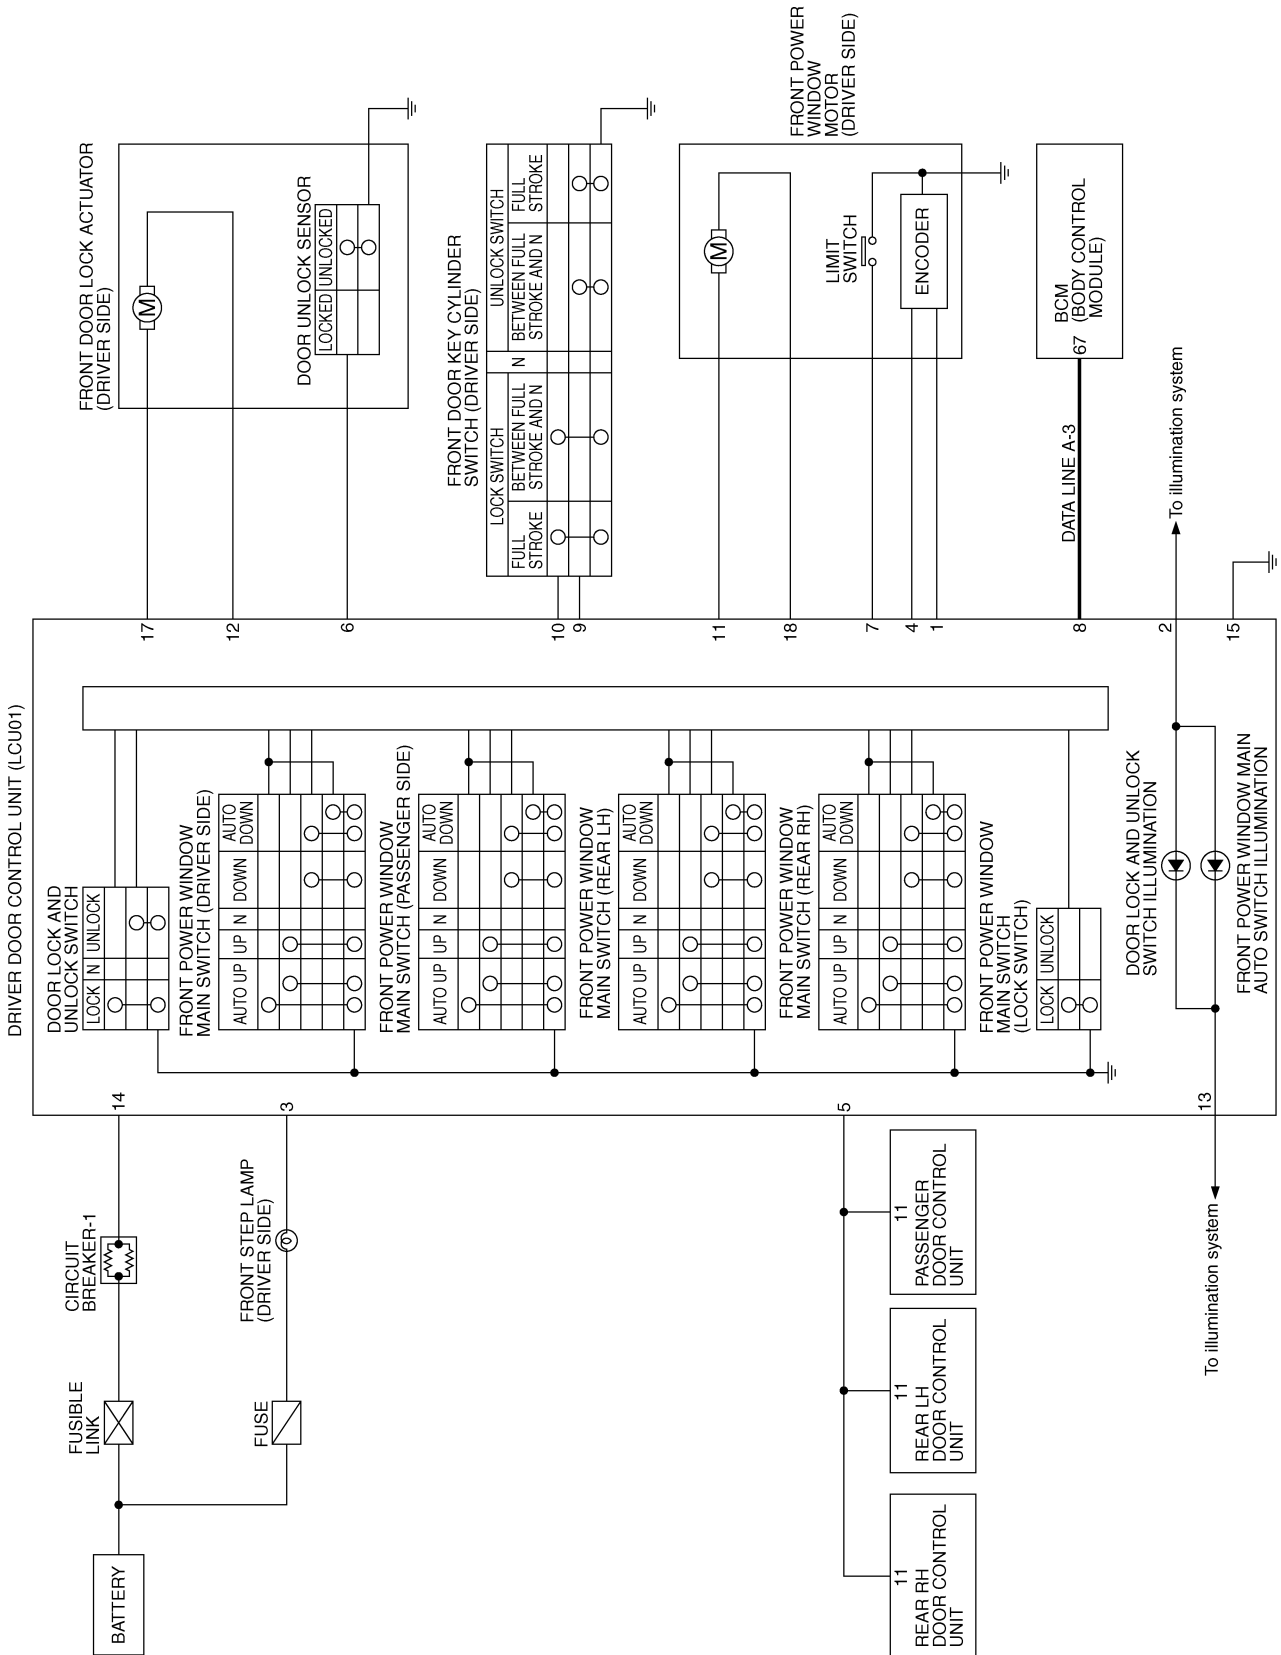 BATTERY
FUSIBLE
LINK
CIRCUIT
BREAKER-1
14
FUSE
FRONT STEP LAMP
(DRIVER SIDE)
3
REAR RH
DOOR CONTROL
UNIT
11
REAR LH
DOOR CONTROL
UNIT
11
PASSENGER
DOOR CONTROL
UNIT
11
5
To illumination system
13
DRIVER DOOR CONTROL UNIT (LCU01)
DOOR LOCK AND
UNLOCK SWITCH
LOCK N UNLOCK
FRONT POWER WINDOW
MAIN SWITCH (DRIVER SIDE)
AUTO UP UP N DOWN AUTO
DOWN
FRONT POWER WINDOW
MAIN SWITCH (PASSENGER SIDE)
AUTO UP UP N DOWN AUTO
DOWN
FRONT POWER WINDOW
MAIN SWITCH (REAR LH)
AUTO UP UP N DOWN AUTO
DOWN
FRONT POWER WINDOW
MAIN SWITCH (REAR RH)
AUTO UP UP N DOWN AUTO
DOWN
FRONT POWER WINDOW
MAIN SWITCH
(LOCK SWITCH)
LOCK UNLOCK
DOOR LOCK AND UNLOCK
SWITCH ILLUMINATION
FRONT POWER WINDOW MAIN
AUTO SWITCH ILLUMINATION
17
12
6
10
9
11
18
7
4
1
8
2
15
FRONT DOOR LOCK ACTUATOR
(DRIVER SIDE)
M
DOOR UNLOCK SENSOR
LOCKED UNLOCKED
FRONT DOOR KEY CYLINDER
SWITCH (DRIVER SIDE)
LOCK SWITCH N UNLOCK SWITCH
FULL
STROKE
BETWEEN FULL
STROKE AND N
BETWEEN FULL
STROKE AND N
FULL
STROKE
FRONT POWER
WINDOW
MOTOR
(DRIVER SIDE)
M
LIMIT
SWITCH
ENCODER
DATA LINE A-3
67
BCM
(BODY CONTROL
MODULE)
To illumination system